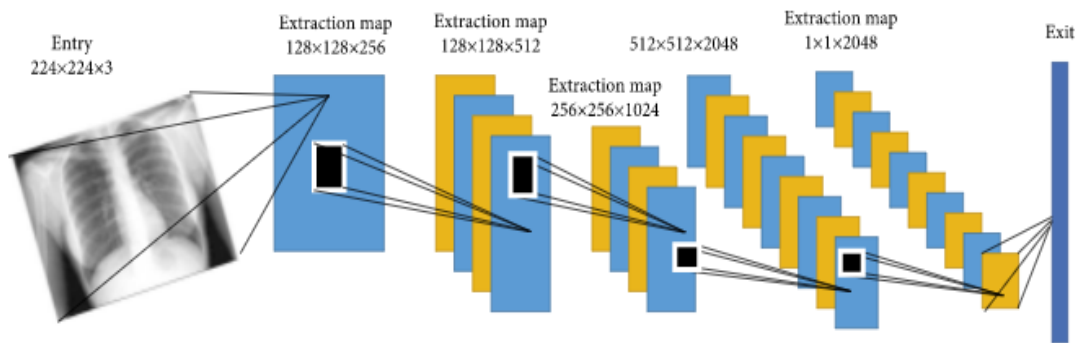 Entry
224×224×3
Extraction map
128×128×256
Extraction map
128×128×512
Extraction map
256×256×1024
512×512×2048
Extraction map
1×1×2048
Exit